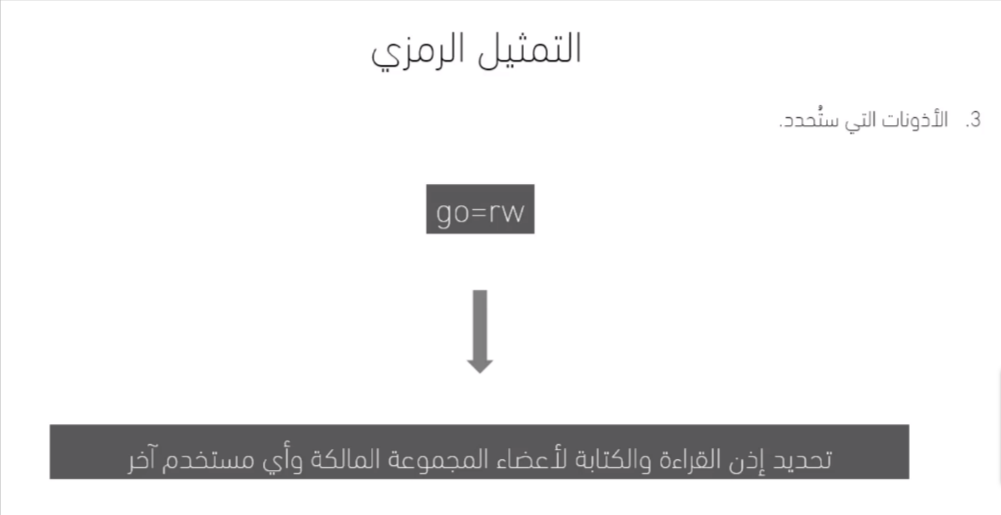 التمثيل الرمزي
3. الأذونات التي ستُحدد.
go=rw
تحديد إذن القراءة والكتابة لأعضاء المجموعة المالكة وأي مستخدم آخر